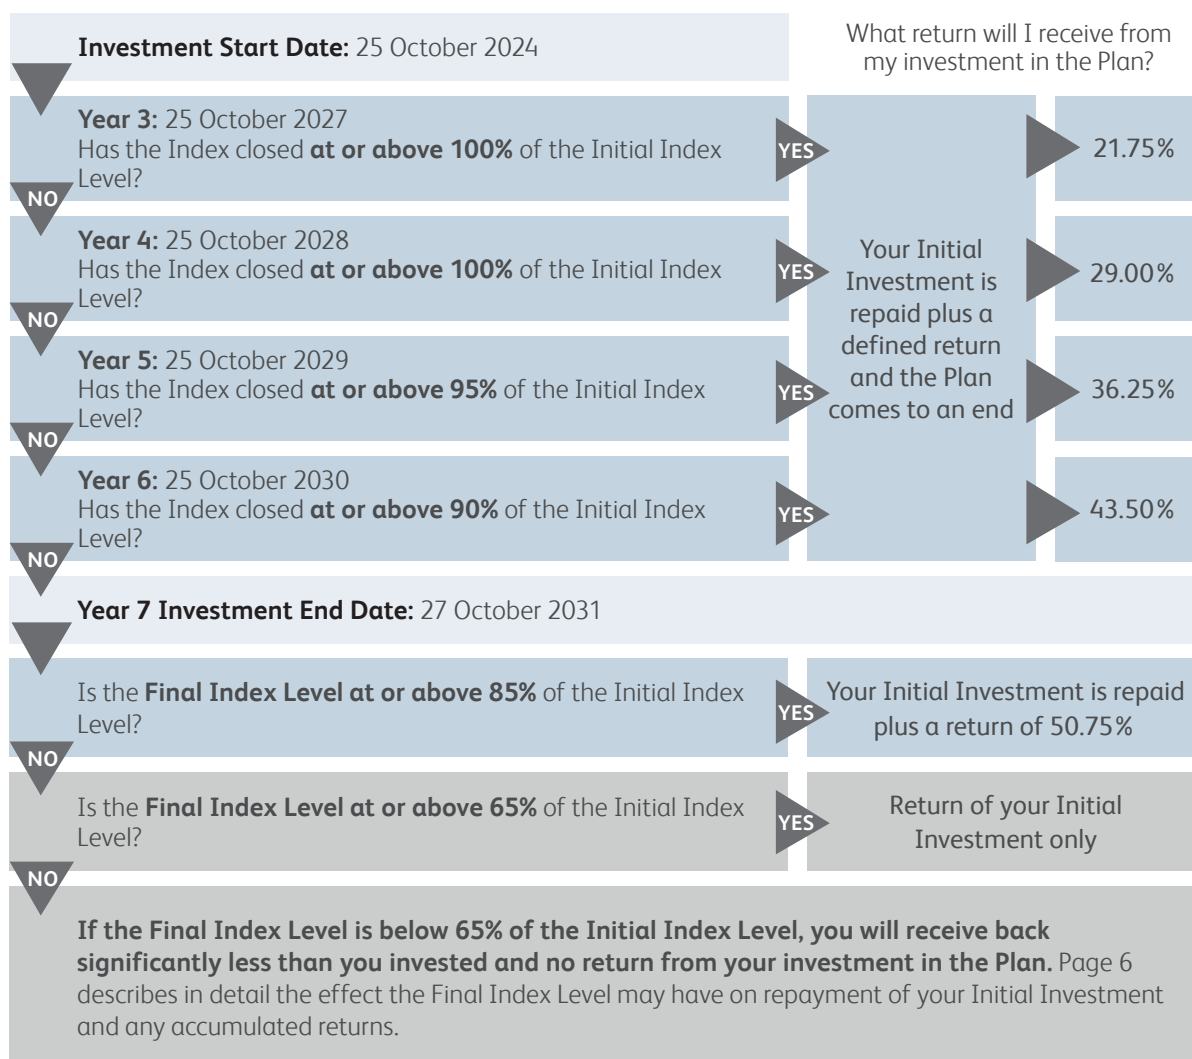 Investment Start Date: 25 October 2024
What return will I receive from
my investment in the Plan?
Year 3: 25 October 2027
Has the Index closed at or above 100% of the Initial Index
Level?
YES
21.75%
NO
Year 4: 25 October 2028
Has the Index closed at or above 100% of the Initial Index
Level?
YES
29.00%
NO
Year 5: 25 October 2029
Has the Index closed at or above 95% of the Initial Index
Level?
YES
36.25%
NO
Year 6: 25 October 2030
Has the Index closed at or above 90% of the Initial Index
Level?
YES
43.50%
NO
Your Initial
Investment is
repaid plus a
defined return
and the Plan
comes to an end
Year 7 Investment End Date: 27 October 2031
Is the Final Index Level at or above 85% of the Initial Index
Level?
YES
Your Initial Investment is repaid
plus a return of 50.75%
NO
Is the Final Index Level at or above 65% of the Initial Index
Level?
YES
Return of your Initial
Investment only
NO
If the Final Index Level is below 65% of the Initial Index Level, you will receive back
significantly less than you invested and no return from your investment in the Plan. Page 6
describes in detail the effect the Final Index Level may have on repayment of your Initial Investment
and any accumulated returns.